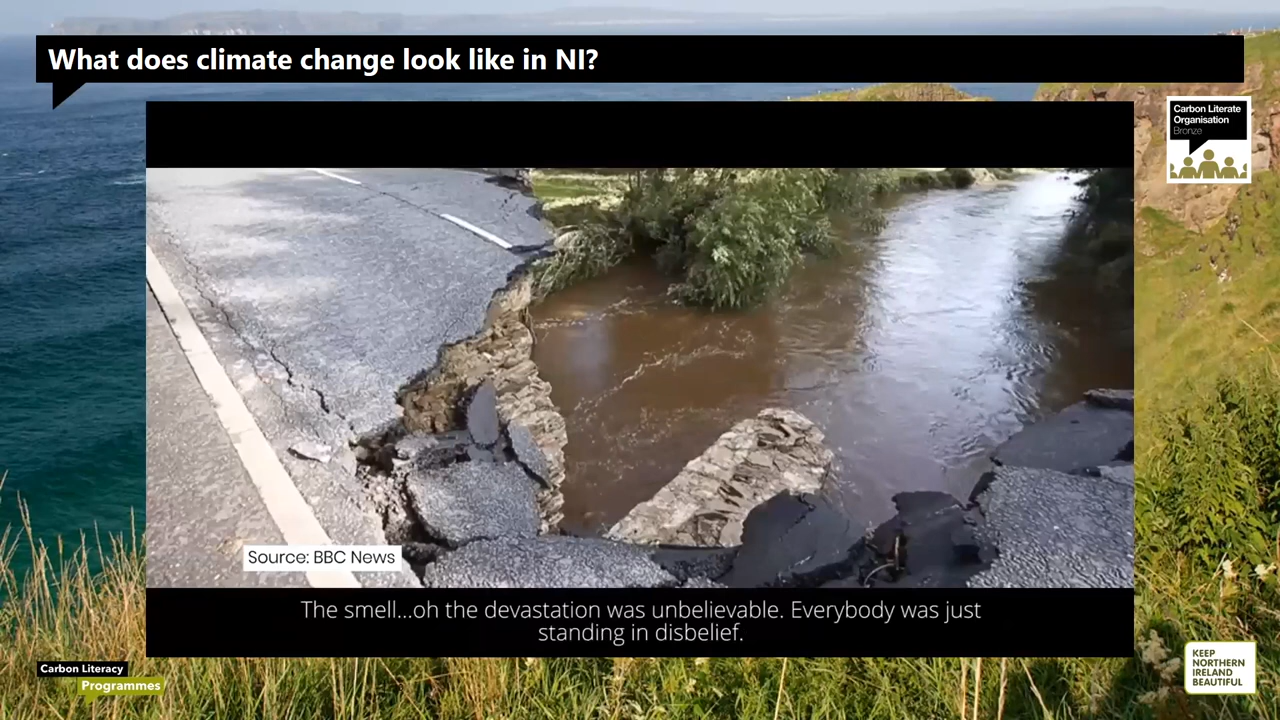 What does climate change look like in NI?
Carbon Literate
Organisation
Bronze
Source: BBC News
The smell...oh the devastation was unbelievable. Everybody was just
standing in disbelief.
Carbon Literacy
Programmes
KEEP
NORTHERN
IRELAND
BEAUTIFUL